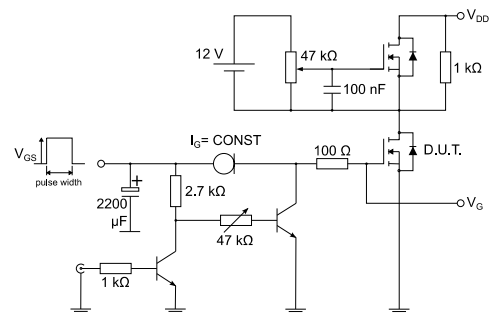 V_DD
12 V
47 kΩ
1 kΩ
100 nF
I_G= CONST
100 Ω
D.U.T.
V_GS
pulse width
+
2200
μF
2.7 kΩ
47 kΩ
V_G
1 kΩ